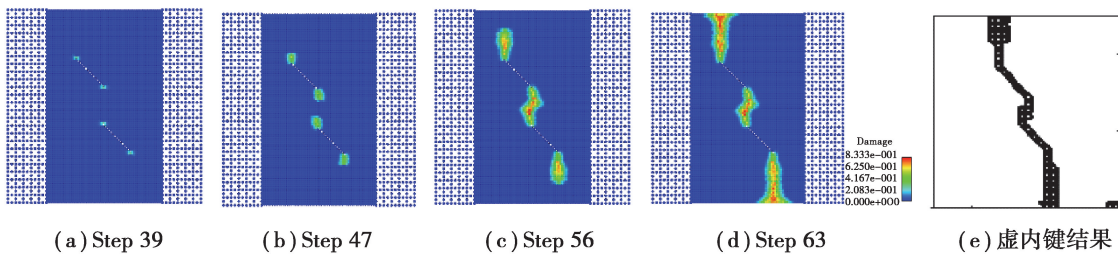 Damage
8.333e-001
6.250e-001
4.167e-001
2.083e-001
0.000e+000
(a)Step 39
(b)Step 47
(c)Step 56
(d)Step 63
(e)虚内键结果